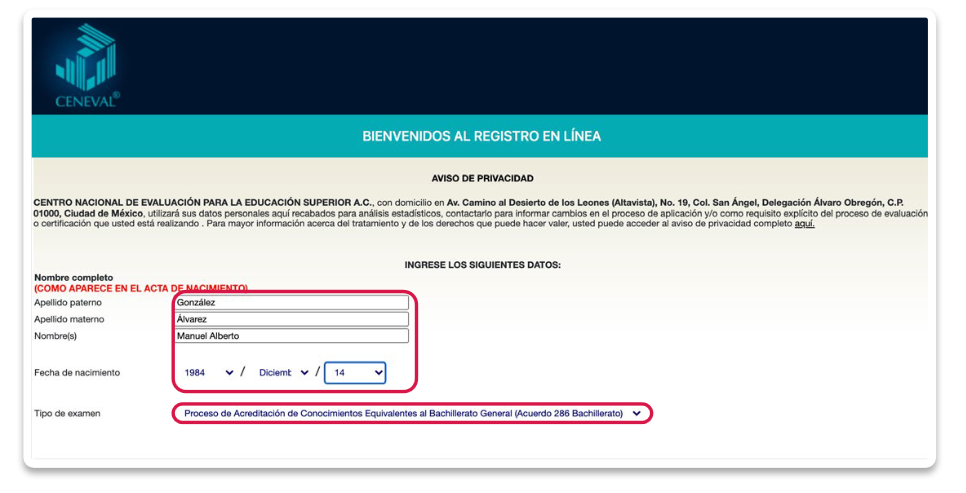 CENEVAL®
BIENVENIDOS AL REGISTRO EN LÍNEA
AVISO DE PRIVACIDAD
CENTRO NACIONAL DE EVALUACIÓN PARA LA EDUCACIÓN SUPERIOR A.C., con domicilio en Av. Camino al Desierto de los Leones (Altavista), No. 19, Col. San Ángel, Delegación Álvaro Obregón, C.P.
01000, Ciudad de México, utilizará sus datos personales aquí recabados para análisis estadísticos, contactarlo para informar cambios en el proceso de aplicación y/o como requisito explícito del proceso de evaluación
o certificación que usted está realizando . Para mayor información acerca del tratamiento y de los derechos que puede hacer valer, usted puede acceder al aviso de privacidad completo aquí.
INGRESE LOS SIGUIENTES DATOS:
Nombre completo
(COMO APARECE EN EL ACTA DE NACIMIENTO)
Apellido paterno González
Apellido materno Álvarez
Nombre(s) Manuel Alberto
Fecha de nacimiento 1984 / Diciemb / 14
Tipo de examen Proceso de Acreditación de Conocimientos Equivalentes al Bachillerato General (Acuerdo 286 Bachillerato)